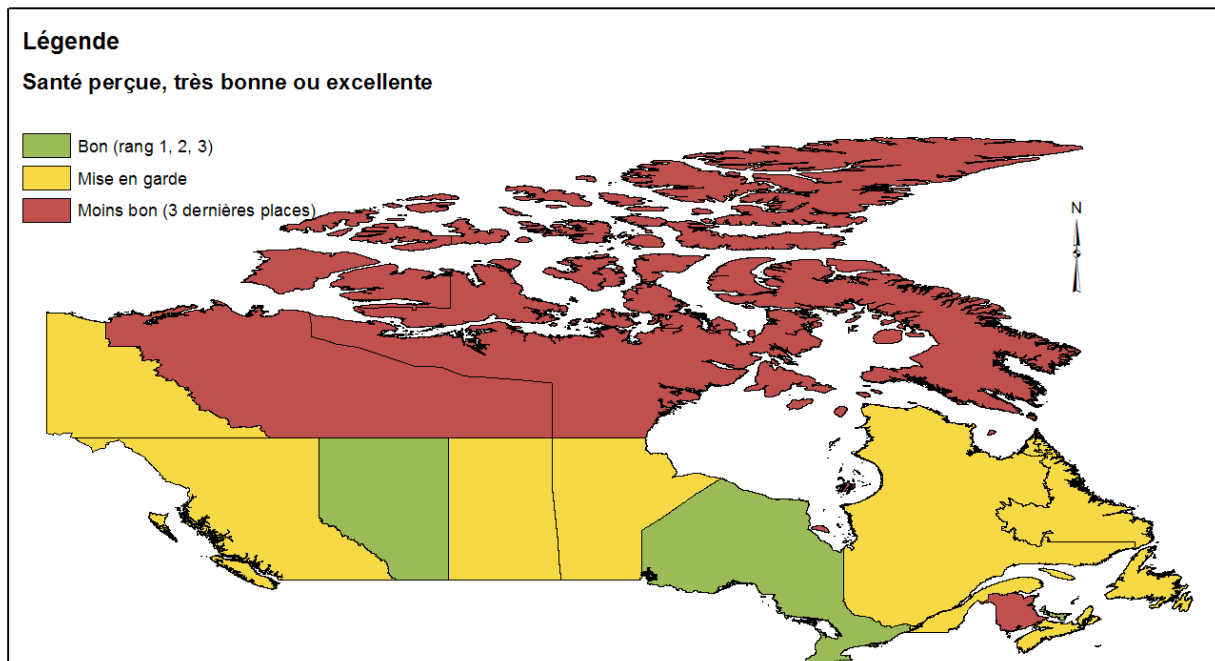 Légende
Santé perçue, très bonne ou excellente
Bon (rang 1, 2, 3)
Mise en garde
Moins bon (3 dernières places)
N